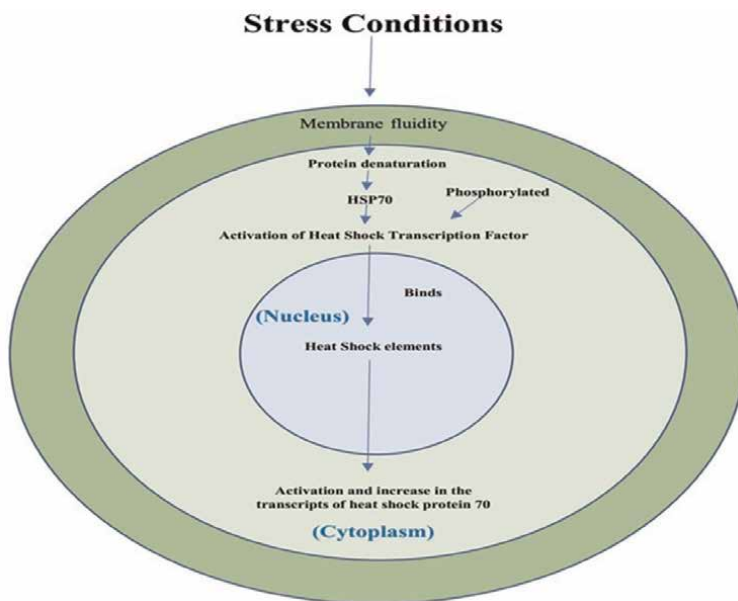 Stress Conditions
Membrane fluidity
Protein denaturation
HSP70
Phosphorylated
Activation of Heat Shock Transcription Factor
Binds
(Nucleus)
Heat Shock elements
Activation and increase in the
transcripts of heat shock protein 70
(Cytoplasm)